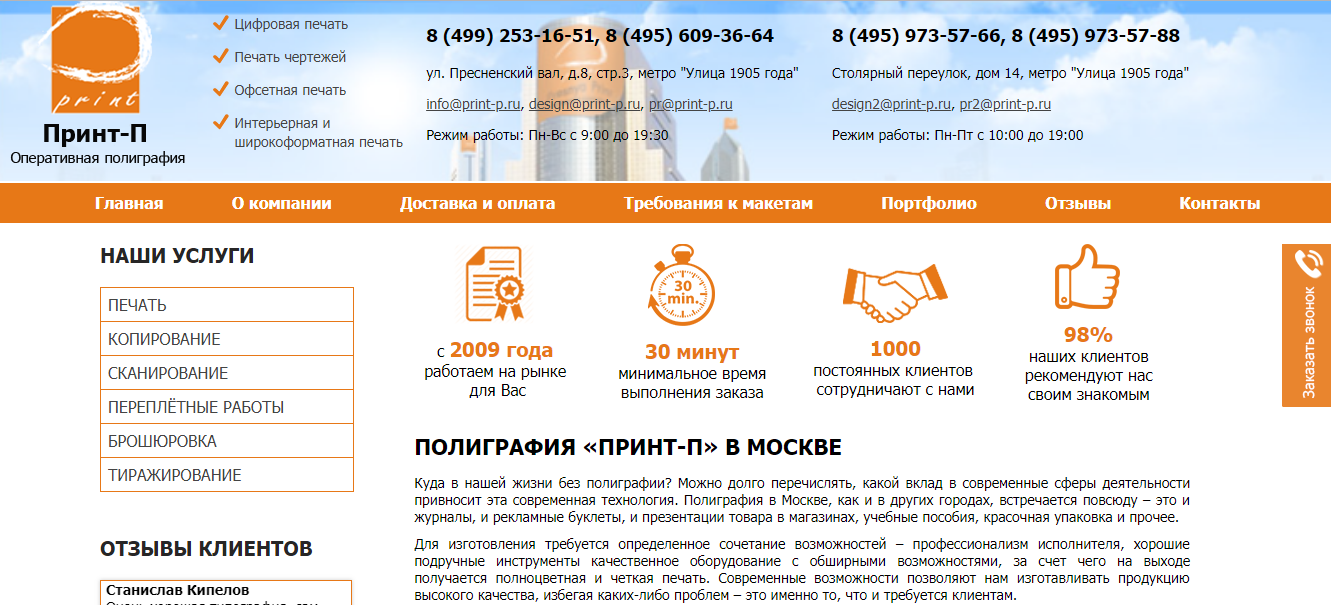 print
Принт-П
Оперативная полиграфия
Цифровая печать
Печать чертежей
Офсетная печать
Интерьерная и
широкоформатная печать
8 (499) 253-16-51, 8 (495) 609-36-64
ул. Пресненский вал, д.8, стр.3, метро "Улица 1905 года"
info@print-p.ru, design@print-p.ru, pr@print-p.ru
Режим работы: Пн-Вс с 9:00 до 19:30
8 (495) 973-57-66, 8 (495) 973-57-88
Столярный переулок, дом 14, метро "Улица 1905 года"
design2@print-p.ru, pr2@print-p.ru
Режим работы: Пн-Пт с 10:00 до 19:00
Главная О компании Доставка и оплата Требования к макетам Портфолио Отзывы Контакты
НАШИ УСЛУГИ
ПЕЧАТЬ
КОПИРОВАНИЕ
СКАНИРОВАНИЕ
ПЕРЕПЛЁТНЫЕ РАБОТЫ
БРОШЮРОВКА
ТИРАЖИРОВАНИЕ
ОТЗЫВЫ КЛИЕНТОВ
Станислав Кипелов
с 2009 года
работаем на рынке
для Вас
30
min.
30 минут
минимальное время
выполнения заказа
1000
постоянных клиентов
сотрудничают с нами
98%
наших клиентов
рекомендуют нас
своим знакомым
Заказать звонок
ПОЛИГРАФИЯ «ПРИНТ-П» В МОСКВЕ
Куда в нашей жизни без полиграфии? Можно долго перечислять, какой вклад в современные сферы деятельности
привносит эта современная технология. Полиграфия в Москве, как и в других городах, встречается повсюду – это и
журналы, и рекламные буклеты, и презентации товара в магазинах, учебные пособия, красочная упаковка и прочее.
Для изготовления требуется определенное сочетание возможностей – профессионализм исполнителя, хорошие
подручные инструменты качественное оборудование с обширными возможностями, за счет чего на выходе
получается полноцветная и четкая печать. Современные возможности позволяют нам изготавливать продукцию
высокого качества, избегая каких-либо проблем – это именно то, что и требуется клиентам.